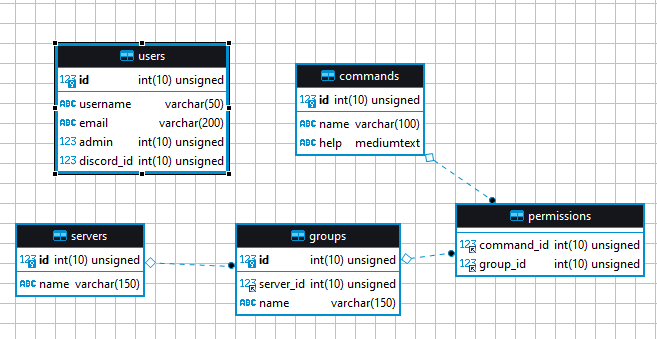 users
123 id int(10) unsigned
ABC username varchar(50)
ABC email varchar(200)
123 admin int(10) unsigned
123 discord_id int(10) unsigned
commands
123 id int(10) unsigned
ABC name varchar(100)
ABC help mediumtext
servers
123 id int(10) unsigned
ABC name varchar(150)
groups
123 id int(10) unsigned
123 server_id int(10) unsigned
ABC name varchar(150)
permissions
123 command_id int(10) unsigned
123 group_id int(10) unsigned